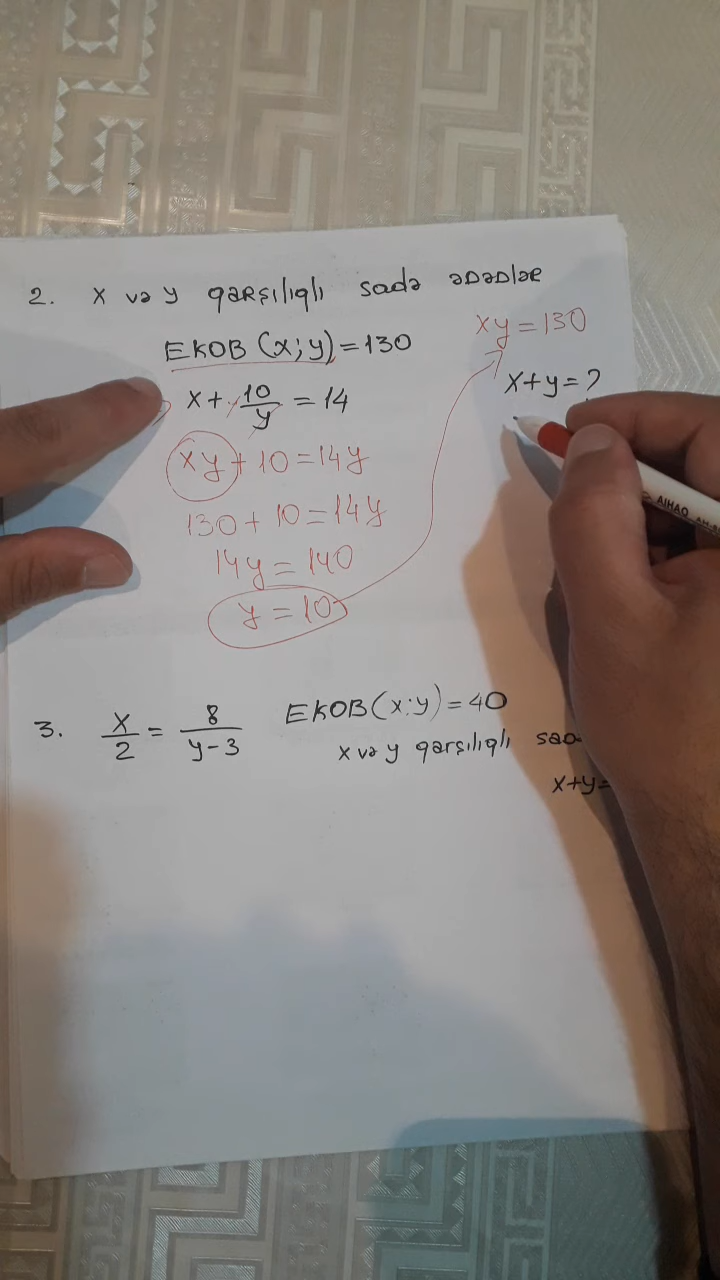 2. x və y qarşılıqlı sadə ədədlər
EKOB (x; y) = 130
xy = 130
x + 10/y = 14
x+y = ?
xy + 10 = 14y
130 + 10 = 14y
14y = 140
y = 10
AIHAO
3. x/2 = 8/(y-3) EKOB (x:y) = 40
x və y qarşılıqlı
x+y=